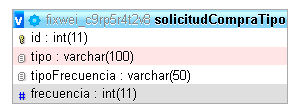 v fixwei_c9rp5r4t2v8 solicitudCompraTipo
id : int(11)
tipo : varchar(100)
tipoFrecuencia : varchar(50)
# frecuencia : int(11)